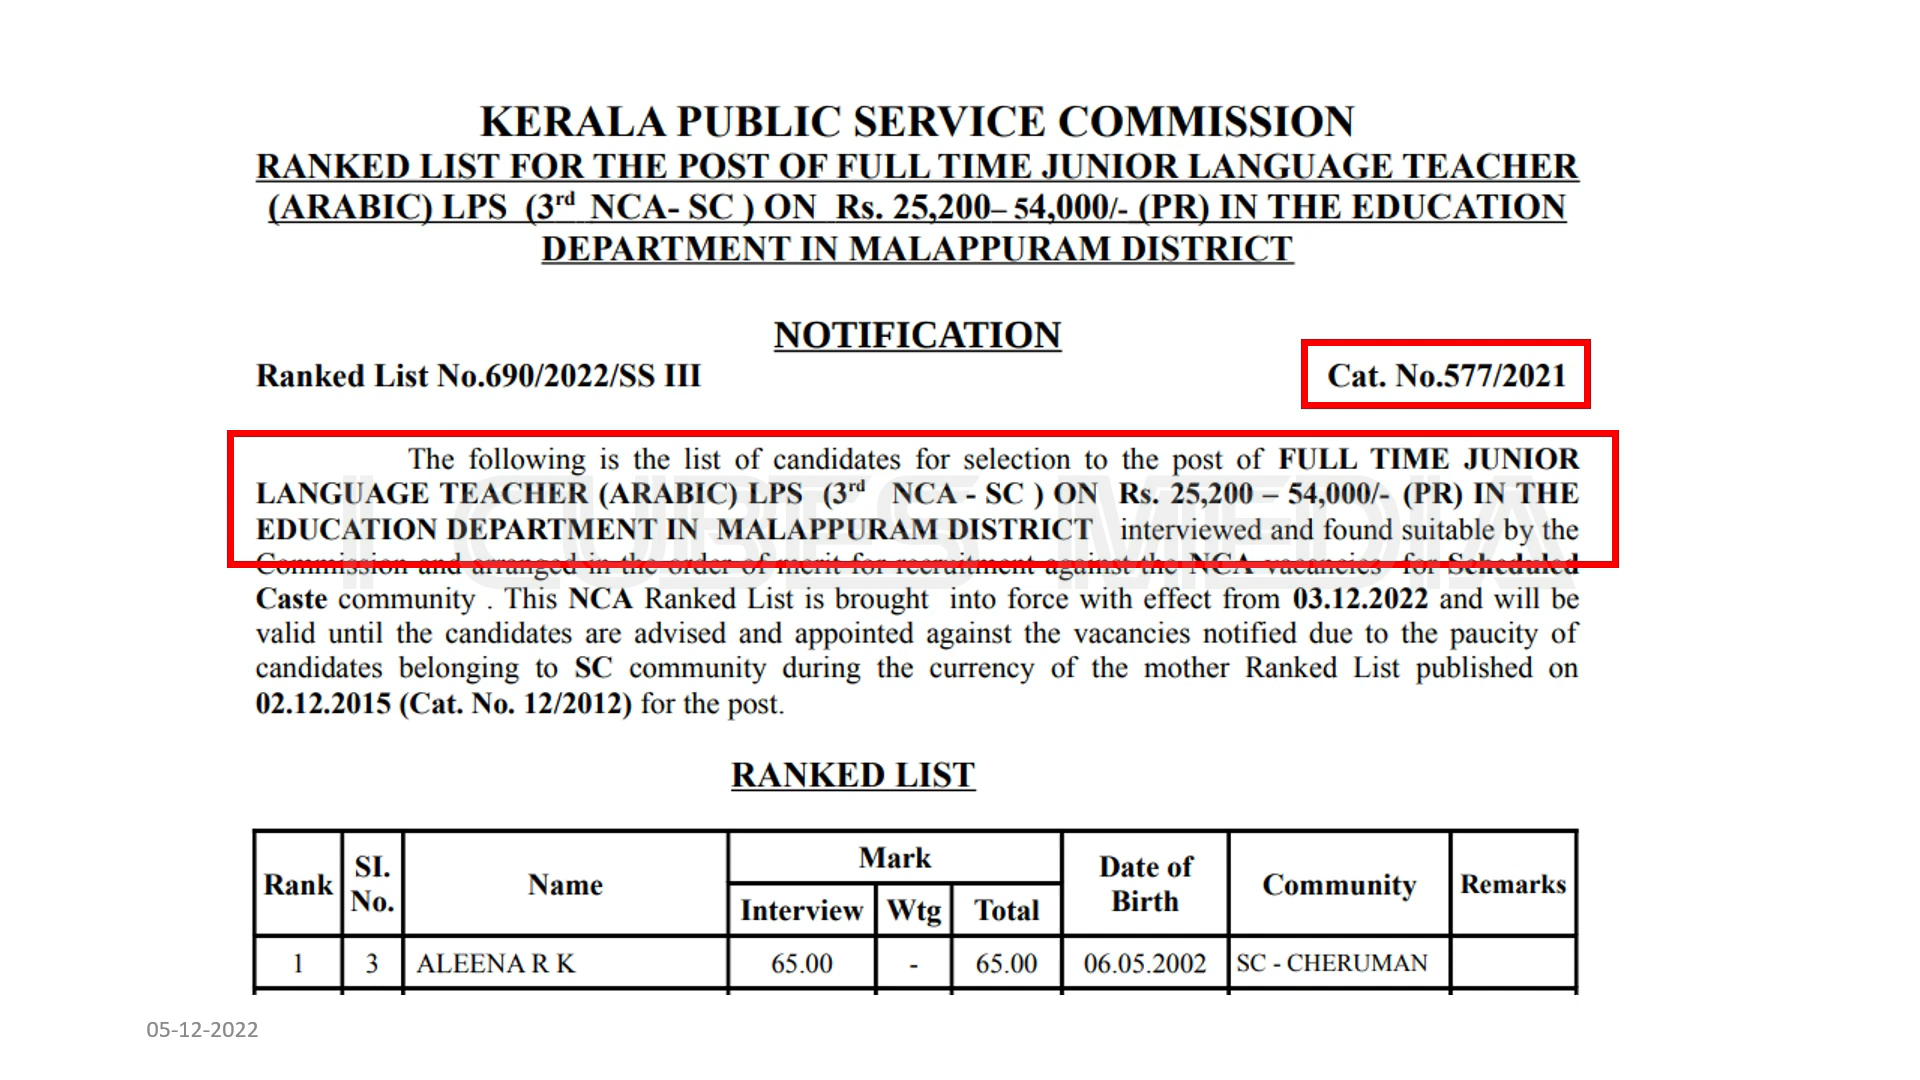 KERALA PUBLIC SERVICE COMMISSION
RANKED LIST FOR THE POST OF FULL TIME JUNIOR LANGUAGE TEACHER
(ARABIC) LPS (3rd NCA- SC ) ON Rs. 25,200– 54,000/- (PR) IN THE EDUCATION
DEPARTMENT IN MALAPPURAM DISTRICT
NOTIFICATION
Ranked List No.690/2022/SS III Cat. No.577/2021
The following is the list of candidates for selection to the post of FULL TIME JUNIOR
LANGUAGE TEACHER (ARABIC) LPS (3rd NCA - SC ) ON Rs. 25,200 – 54,000/- (PR) IN THE
EDUCATION DEPARTMENT IN MALAPPURAM DISTRICT interviewed and found suitable by the
Commission and arranged in the order of merit for recruitment against the NCA vacancies for Scheduled
Caste community . This NCA Ranked List is brought into force with effect from 03.12.2022 and will be
valid until the candidates are advised and appointed against the vacancies notified due to the paucity of
candidates belonging to SC community during the currency of the mother Ranked List published on
02.12.2015 (Cat. No. 12/2012) for the post.
I CUBES MEDIA
RANKED LIST
Rank SI. No. Name Mark Date of Birth Community Remarks
Interview Wtg Total
1 3 ALEENA R K 65.00 - 65.00 06.05.2002 SC - CHERUMAN
05-12-2022